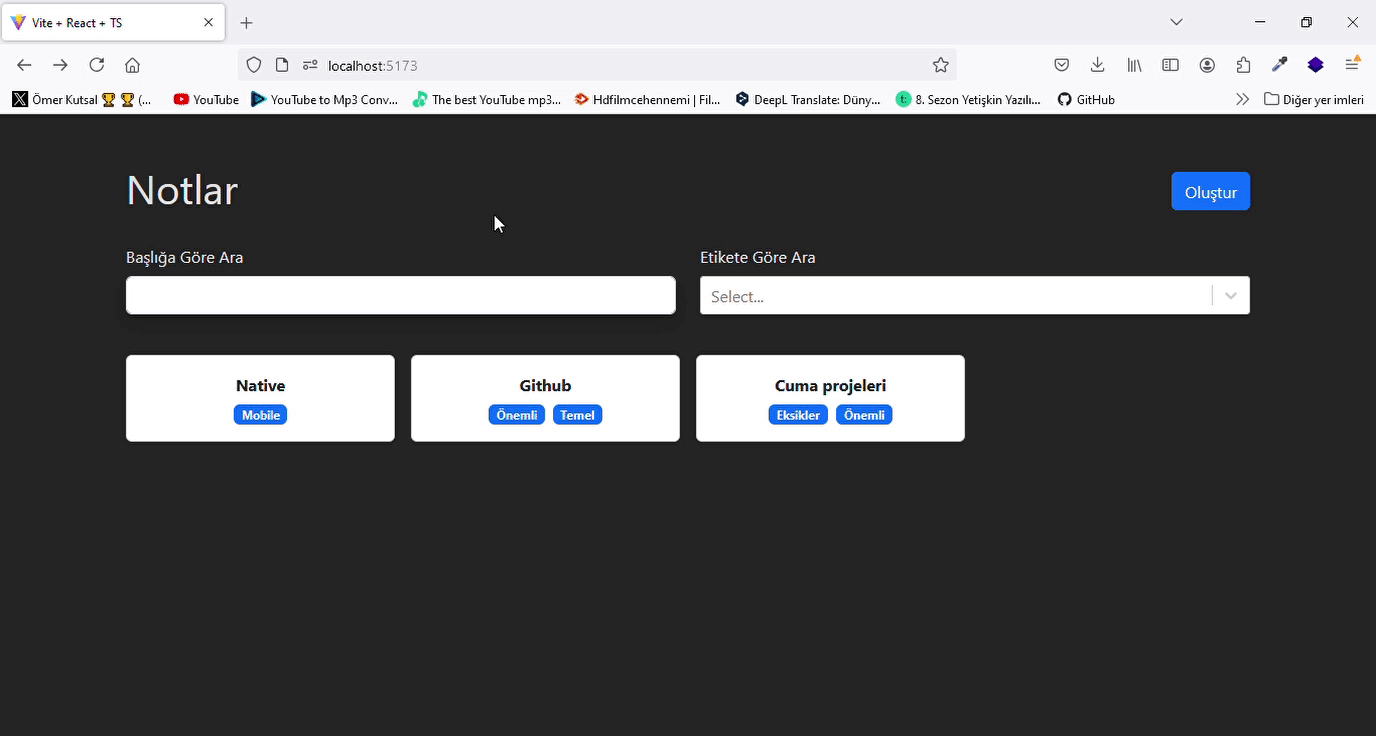 Vite + React + TS
localhost:5173
Ömer Kutsal 🏆 🏆 (... YouTube YouTube to Mp3 Conv... The best YouTube mp3... Hdfilmcehennemi | Fil... DeepL Translate: Düny... t: 8. Sezon Yetişkin Yazılı... GitHub Diğer yer imleri
Notlar
Oluştur
Başlığa Göre Ara Etikete Göre Ara
Select...
Native Github Cuma projeleri
Mobile Önemli Temel Eksikler Önemli